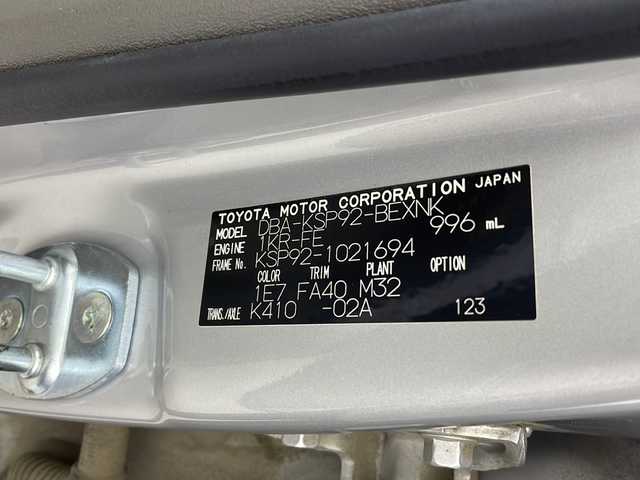 TOYOTA MOTOR CORPORATION JAPAN
MODEL DBA-KSP92-BEXNK
ENGINE 1KR-FE 996 mL
FRAME No. KSP92-1021694
COLOR TRIM PLANT OPTION
1E7 FA40 M32
TRANS./AXLE K410 -02A 123